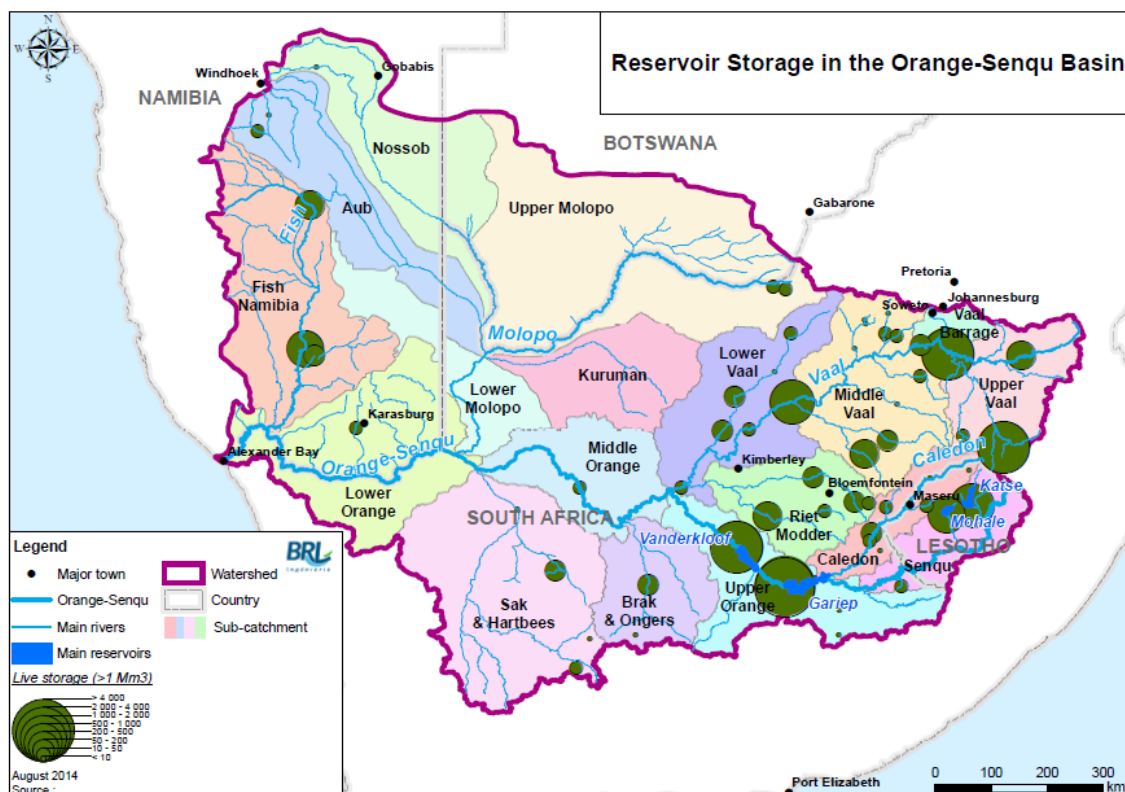 Reservoir Storage in the Orange-Senqu Basin
N
W
E
S
Windhoek
Gobabis
NAMIBIA
Nossob
BOTSWANA
Aub
Upper Molopo
Gabarone
Fish
Pretoria
Fish
Namibia
Soweto
Johannesburg
Vaal
Barrage
Molopo
Lower
Vaal
Vaal
Kuruman
Lower
Molopo
Middle
Vaal
Upper
Vaal
Karasburg
Middle
Orange
Caledon
Alexander Bay
Orange-Senqu
Kimberley
Bloemfontein
Maseru
Katse
Mohale
Lower
Orange
SOUTH AFRICA
Riet
Modder
Vanderkloof
LESOTHO
Caledon
Senqu
Upper
Orange
Gariep
Sak
& Hartbees
Brak
& Ongers
Legend
BRL
Ingénierie
Major town
Watershed
Orange-Senqu
Country
Main rivers
Sub-catchment
Main reservoirs
Live storage (>1 Mm3)
> 4 000
2 000 - 4 000
1 000 - 2 000
500 - 1 000
200 - 500
50 - 200
10 - 50
< 10
August 2014
Source :
Port Elizabeth
0 100 200 300
km